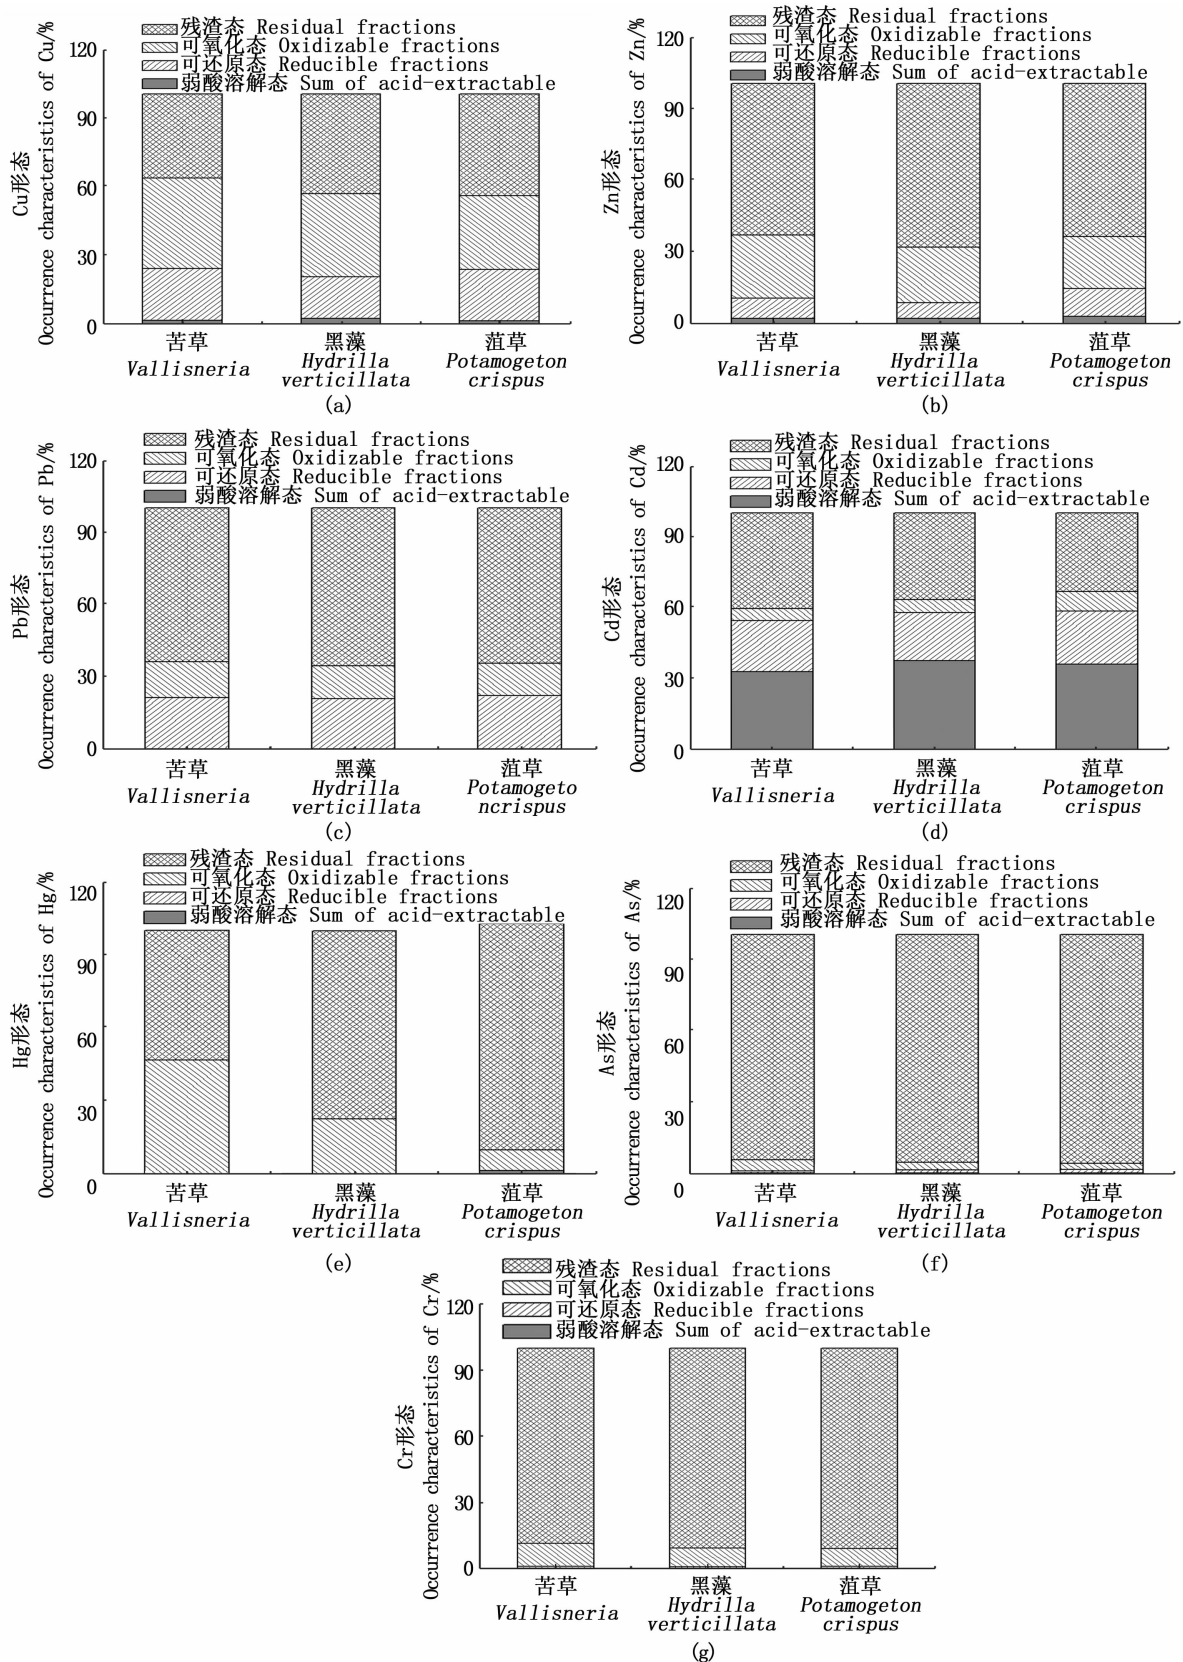 残渣态 Residual fractions
可氧化态 Oxidizable fractions
可还原态 Reducible fractions
弱酸溶解态 Sum of acid-extractable
Cu形态
Occurrence characteristics of Cu/%
120
90
60
30
0
苦草
Vallisneria
黑藻
Hydrilla
verticillata
菹草
Potamogeton
crispus
(a)
残渣态 Residual fractions
可氧化态 Oxidizable fractions
可还原态 Reducible fractions
弱酸溶解态 Sum of acid-extractable
Zn形态
Occurrence characteristics of Zn/%
120
90
60
30
0
苦草
Vallisneria
黑藻
Hydrilla
verticillata
菹草
Potamogeton
crispus
(b)
残渣态 Residual fractions
可氧化态 Oxidizable fractions
可还原态 Reducible fractions
弱酸溶解态 Sum of acid-extractable
Pb形态
Occurrence characteristics of Pb/%
120
90
60
30
0
苦草
Vallisneria
黑藻
Hydrilla
verticillata
菹草
Potamogeto
ncrispus
(c)
残渣态 Residual fractions
可氧化态 Oxidizable fractions
可还原态 Reducible fractions
弱酸溶解态 Sum of acid-extractable
Cd形态
Occurrence characteristics of Cd/%
120
90
60
30
0
苦草
Vallisneria
黑藻
Hydrilla
verticillata
菹草
Potamogeton
crispus
(d)
残渣态 Residual fractions
可氧化态 Oxidizable fractions
可还原态 Reducible fractions
弱酸溶解态 Sum of acid-extractable
Hg形态
Occurrence characteristics of Hg/%
120
90
60
30
0
苦草
Vallisneria
黑藻
Hydrilla
verticillata
菹草
Potamogeton
crispus
(e)
残渣态 Residual fractions
可氧化态 Oxidizable fractions
可还原态 Reducible fractions
弱酸溶解态 Sum of acid-extractable
As形态
Occurrence characteristics of As/%
120
90
60
30
0
苦草
Vallisneria
黑藻
Hydrilla
verticillata
菹草
Potamogeton
crispus
(f)
残渣态 Residual fractions
可氧化态 Oxidizable fractions
可还原态 Reducible fractions
弱酸溶解态 Sum of acid-extractable
Cr形态
Occurrence characteristics of Cr/%
120
90
60
30
0
苦草
Vallisneria
黑藻
Hydrilla
verticillata
菹草
Potamogeton
crispus
(g)